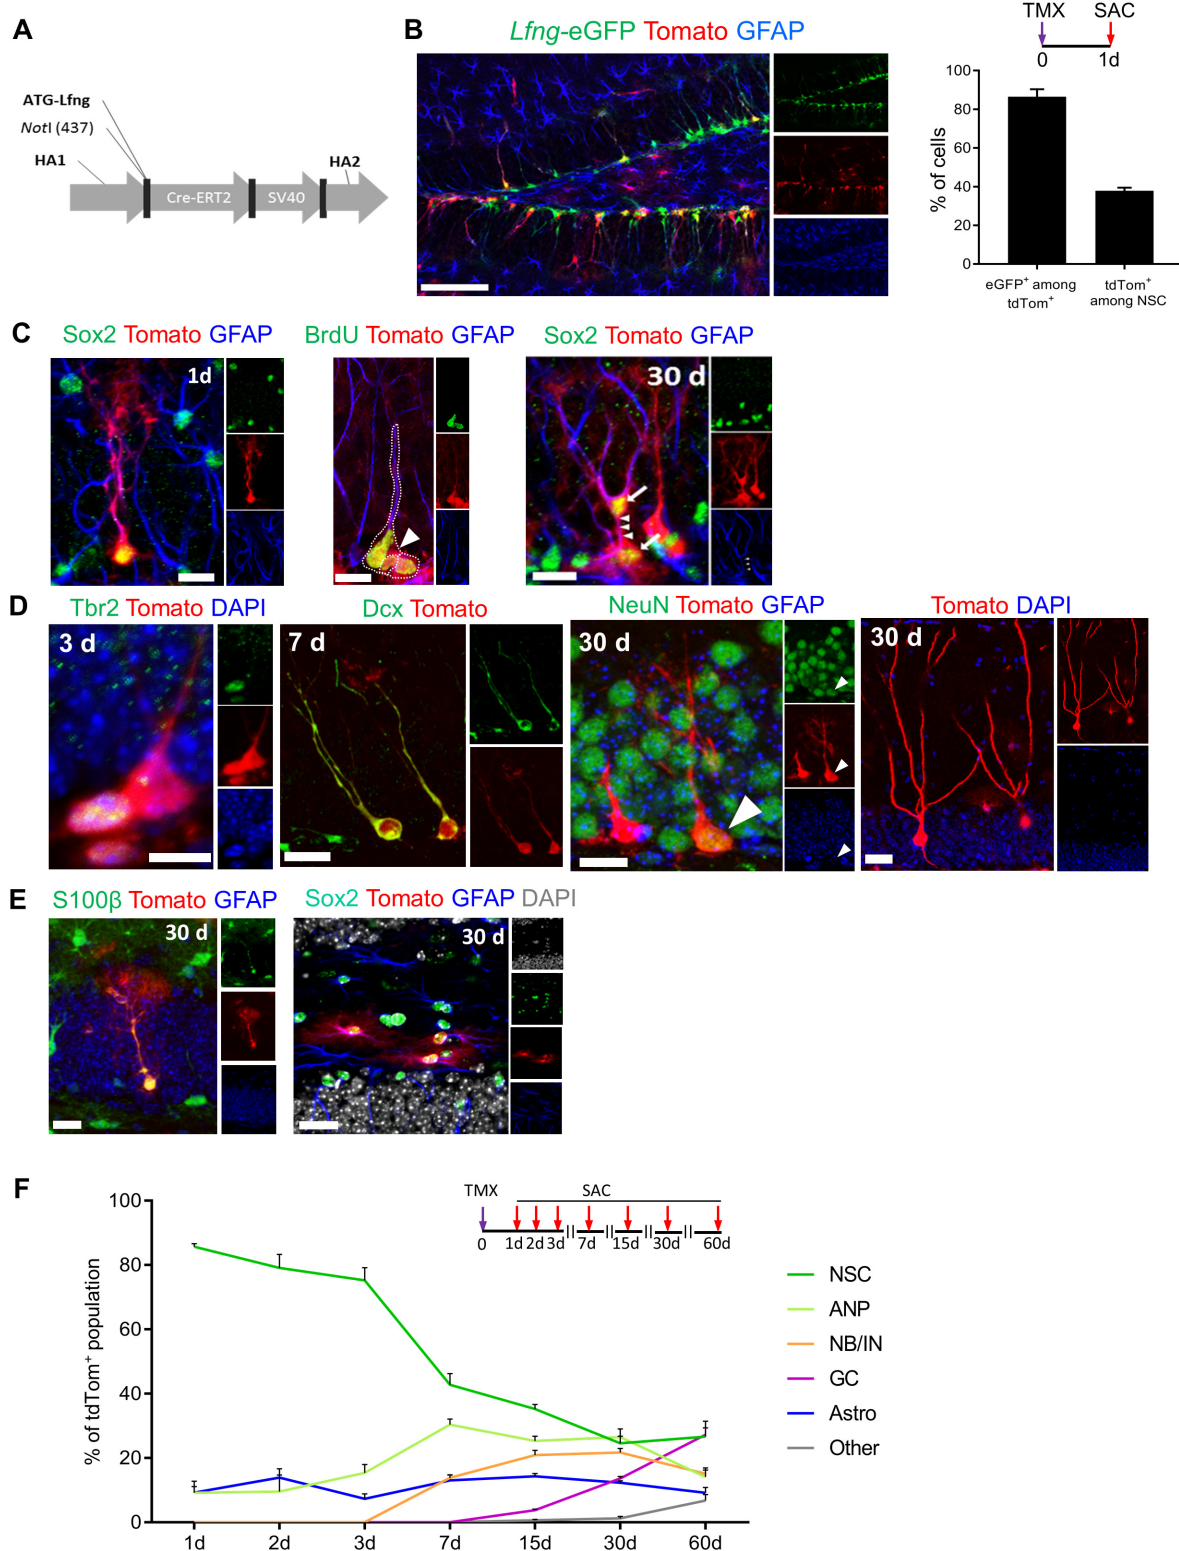 A
ATG-Lfng
NotI (437)
HA1
HA2
Cre-ERT2
SV40
B
Lfng-eGFP Tomato GFAP
TMX
SAC
0
1d
100
80
60
40
20
0
% of cells
eGFP⁺ among
tdTom⁺
tdTom⁺
among NSC
C
Sox2 Tomato GFAP
1d
BrdU Tomato GFAP
Sox2 Tomato GFAP
30 d
D
Tbr2 Tomato DAPI
3 d
Dcx Tomato
7 d
NeuN Tomato GFAP
30 d
Tomato DAPI
30 d
E
S100β Tomato GFAP
30 d
Sox2 Tomato GFAP DAPI
30 d
F
TMX
SAC
0
1d 2d 3d 7d 15d 30d 60d
100
80
60
40
20
0
% of tdTom⁺ population
1d 2d 3d 7d 15d 30d 60d
NSC
ANP
NB/IN
GC
Astro
Other